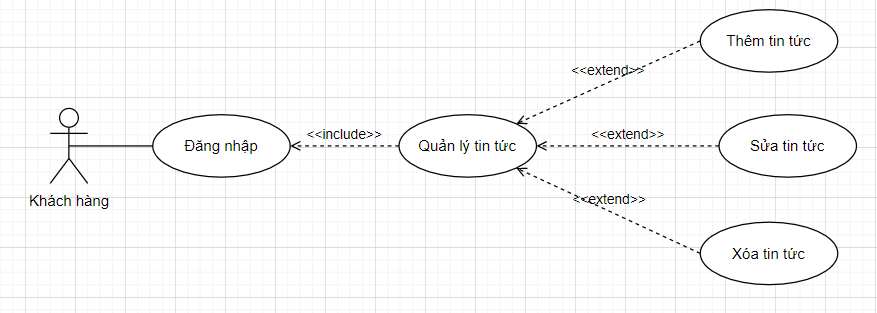 Thêm tin tức
<<extend>>
Đăng nhập
<<include>>
Quản lý tin tức
<<extend>>
Sửa tin tức
Khách hàng
<<extend>>
Xóa tin tức